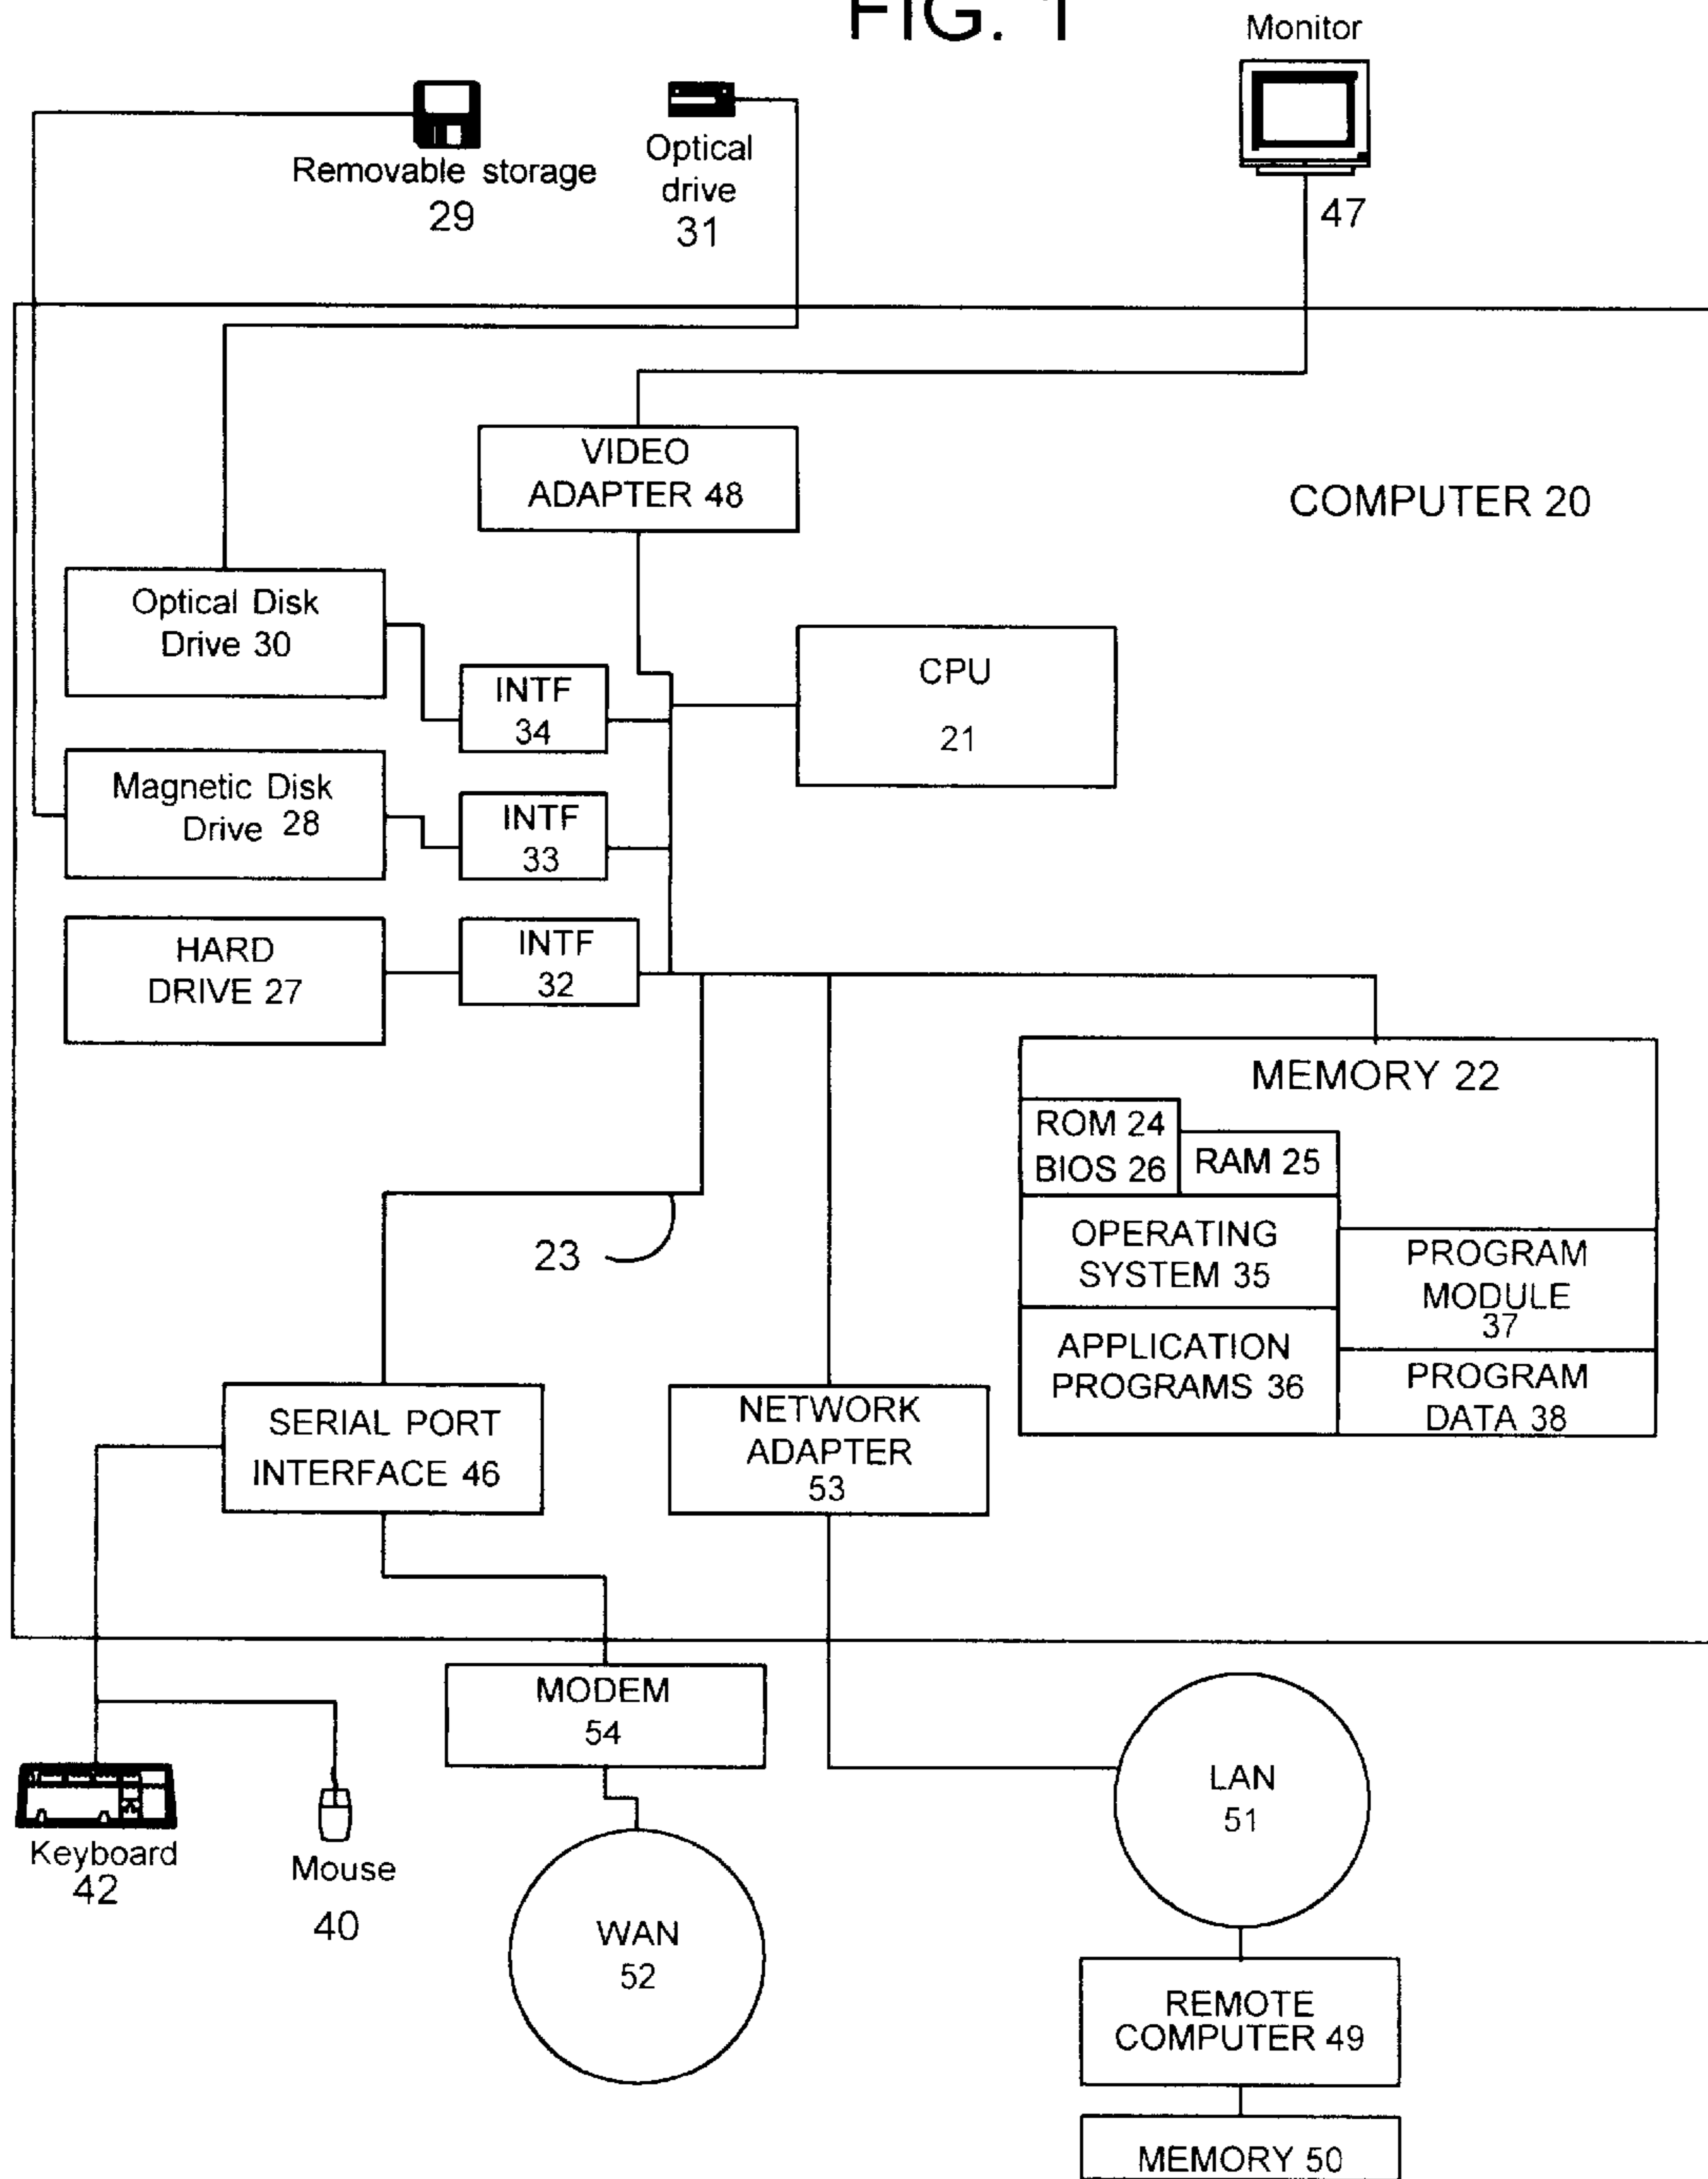 FIG. 1
Monitor
47
Removable storage
29
Optical
drive
31
COMPUTER 20
VIDEO
ADAPTER 48
Optical Disk
Drive 30
INTF
34
CPU
21
Magnetic Disk
Drive 28
INTF
33
HARD
DRIVE 27
INTF
32
MEMORY 22
ROM 24
BIOS 26
RAM 25
OPERATING
SYSTEM 35
PROGRAM
MODULE
37
APPLICATION
PROGRAMS 36
PROGRAM
DATA 38
23
SERIAL PORT
INTERFACE 46
NETWORK
ADAPTER
53
MODEM
54
LAN
51
Keyboard
42
Mouse
40
WAN
52
REMOTE
COMPUTER 49
MEMORY 50